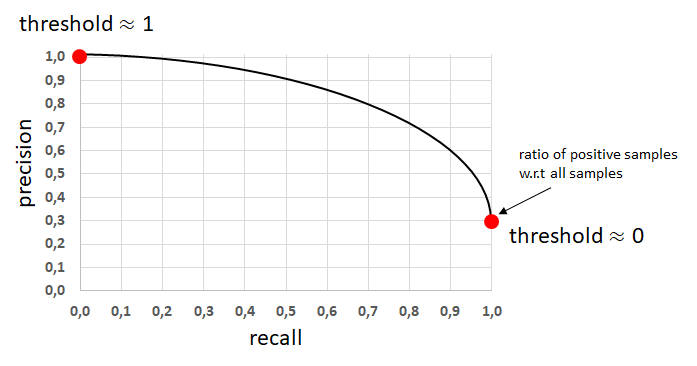 threshold ≈ 1
1,0
0,9
0,8
0,7
0,6
0,5
0,4
0,3
0,2
0,1
0,0
precision
ratio of positive samples
w.r.t all samples
threshold ≈ 0
0,0 0,1 0,2 0,3 0,4 0,5 0,6 0,7 0,8 0,9 1,0
recall